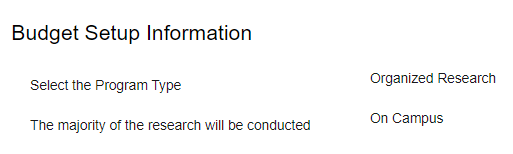 Budget Setup Information
Select the Program Type Organized Research
The majority of the research will be conducted On Campus